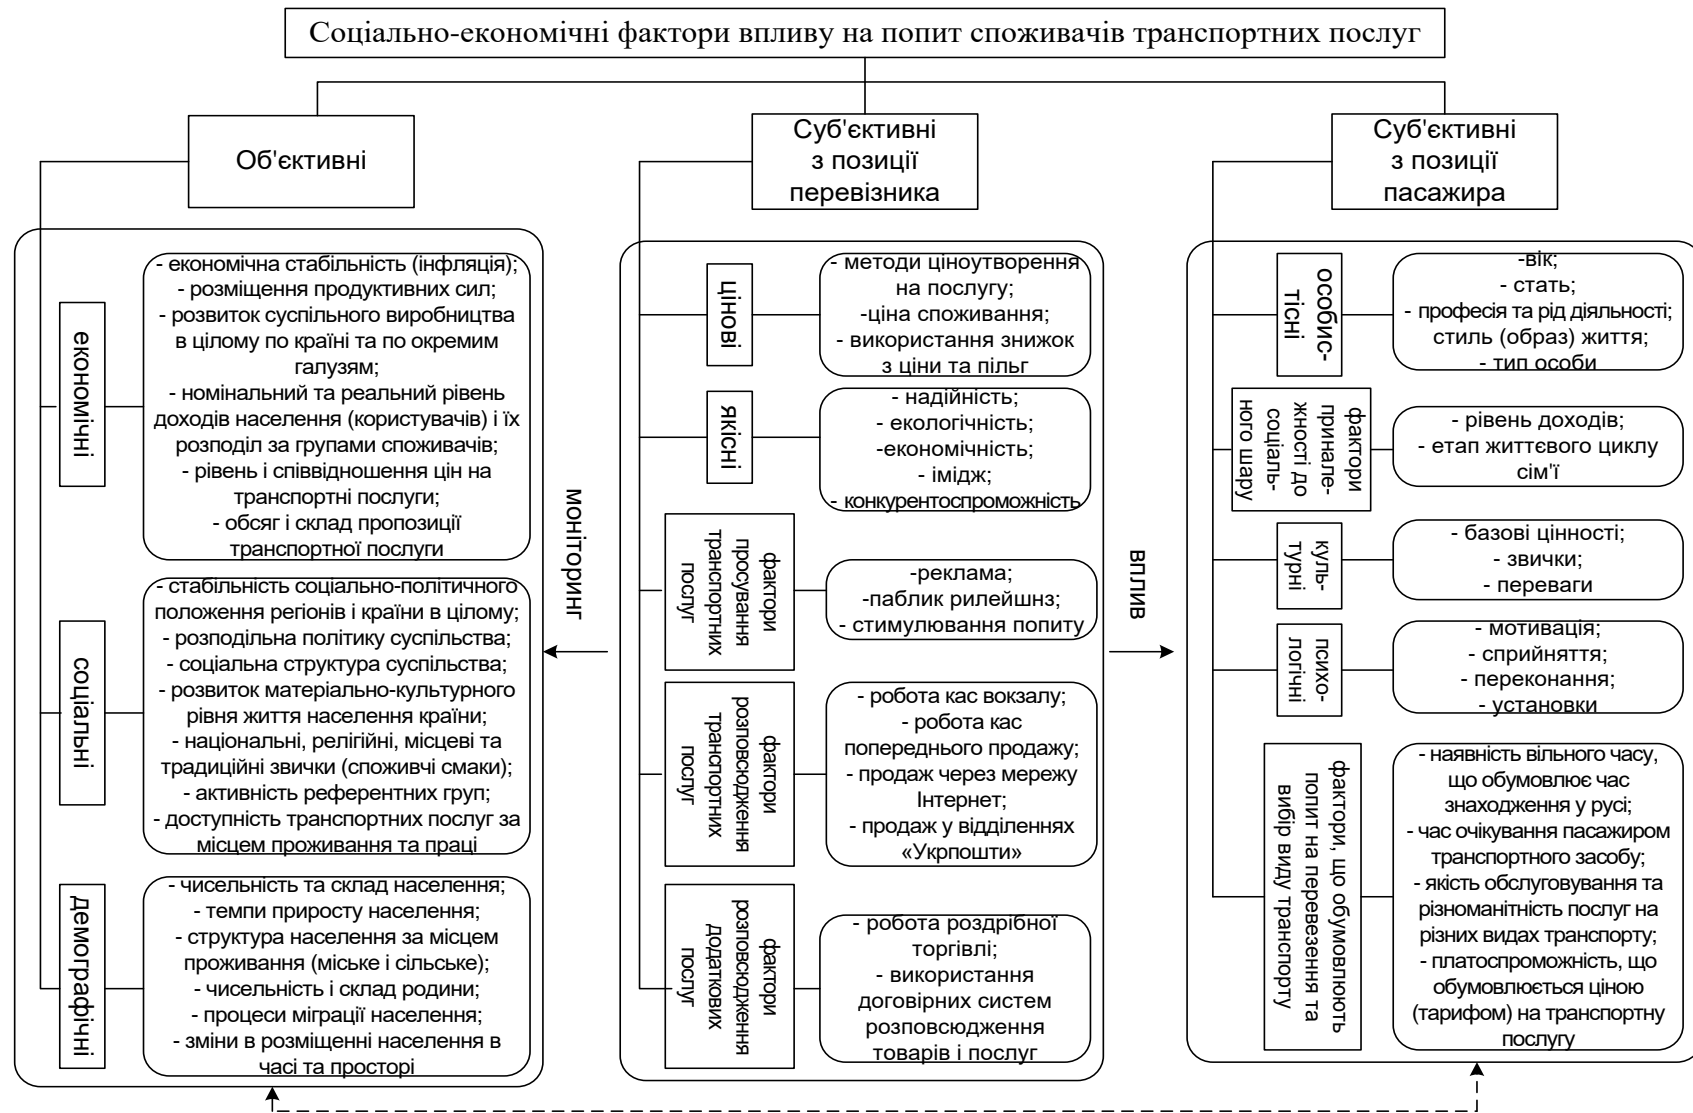 Соціально-економічні фактори впливу на попит споживачів транспортних послуг
Об'єктивні
економічні
- економічна стабільність (інфляція);
- розміщення продуктивних сил;
- розвиток суспільного виробництва
в цілому по країні та по окремим
галузям;
- номінальний та реальний рівень
доходів населення (користувачів) і їх
розподіл за групами споживачів;
- рівень і співвідношення цін на
транспортні послуги;
- обсяг і склад пропозиції
транспортної послуги
соціальні
- стабільність соціально-політичного
положення регіонів і країни в цілому;
- розподільна політику суспільства;
- соціальна структура суспільства;
- розвиток матеріально-культурного
рівня життя населення країни;
- національні, релігійні, місцеві та
традиційні звички (споживчі смаки);
- активність референтних груп;
- доступність транспортних послуг за
місцем проживання та праці
демографічні
- чисельність та склад населення;
- темпи приросту населення;
- структура населення за місцем
проживання (міське і сільське);
- чисельність і склад родини;
- процеси міграції населення;
- зміни в розміщенні населення в
часі та просторі
моніторинг
Суб'єктивні
з позиції
перевізника
цінові
- методи ціноутворення
на послугу;
-ціна споживання;
- використання знижок
з ціни та пільг
якісні
- надійність;
- екологічність;
-економічність;
- імідж;
- конкурентоспроможність
фактори
просування
транспортних
послуг
-реклама;
-паблик рилейшнз;
- стимулювання попиту
фактори
розповсюдження
транспортних
послуг
- робота кас вокзалу;
- робота кас
попереднього продажу;
- продаж через мережу
Інтернет;
- продаж у відділеннях
«Укрпошти»
фактори
розповсюдження
додаткових
послуг
- робота роздрібної
торгівлі;
- використання
договірних систем
розповсюдження
товарів і послуг
вплив
Суб'єктивні
з позиції
пасажира
особис-
тісні
-вік;
- стать;
- професія та рід діяльності;
стиль (образ) життя;
- тип особи
фактори
принале-
жності до
соціаль-
ного шару
- рівень доходів;
- етап життєвого циклу
сім'ї
куль-
турні
- базові цінності;
- звички;
- переваги
психо-
логічні
- мотивація;
- сприйняття;
- переконання;
- установки
фактори, що обумовлюють
попит на перевезення та
вибір виду транспорту
- наявність вільного часу,
що обумовлює час
знаходження у русі;
- час очікування пасажиром
транспортного засобу;
- якість обслуговування та
різноманітність послуг на
різних видах транспорту;
- платоспроможність, що
обумовлюється ціною
(тарифом) на транспортну
послугу